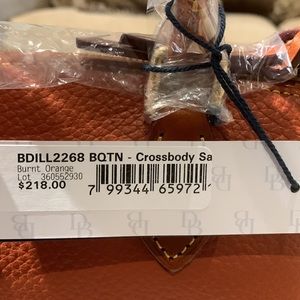 BDILL2268 BQTN - Crossbody Sa
Burnt Orange
Lot 360552930
$218.00
7 99344 65972